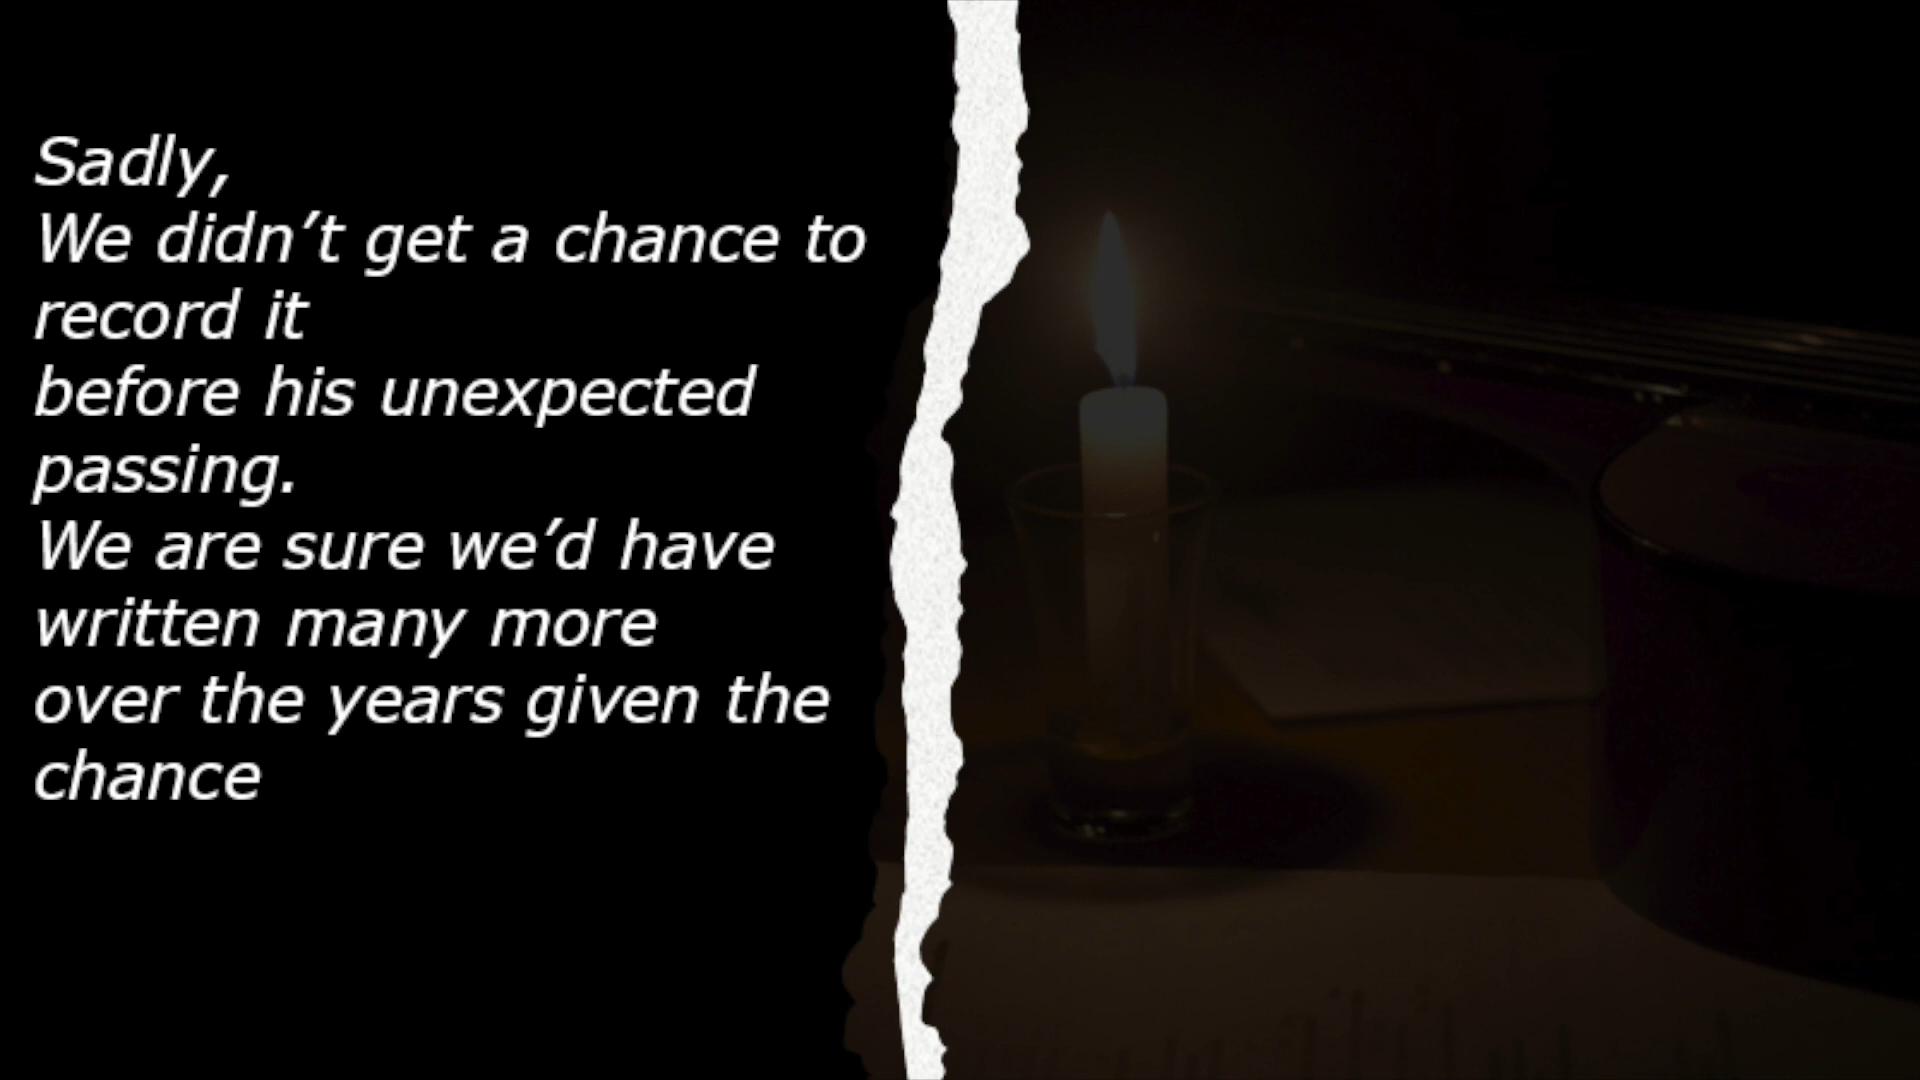 Sadly,
We didn’t get a chance to
record it
before his unexpected
passing.
We are sure we’d have
written many more
over the years given the
chance